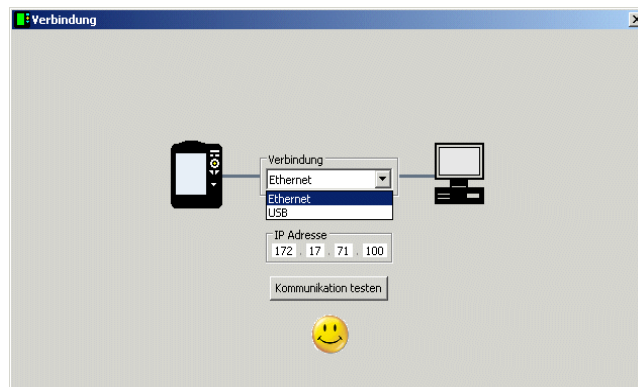 Verbindung
Verbindung
Ethernet
Ethernet
USB
IP Adresse
172 . 17 . 71 . 100
Kommunikation testen